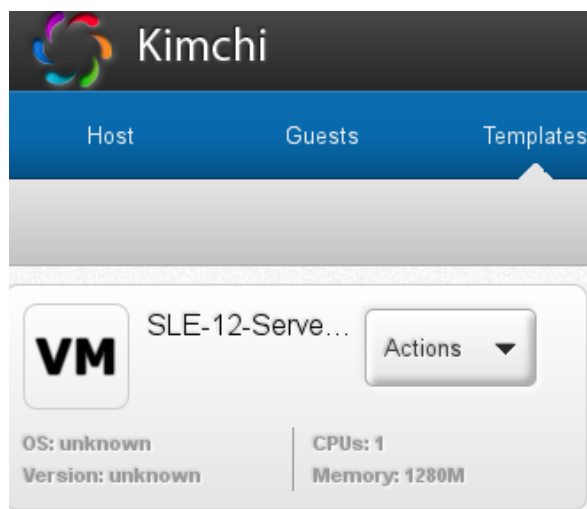 Kimchi
Host Guests Templates
SLE-12-Serve...
VM
Actions
OS: unknown CPUs: 1
Version: unknown Memory: 1280M